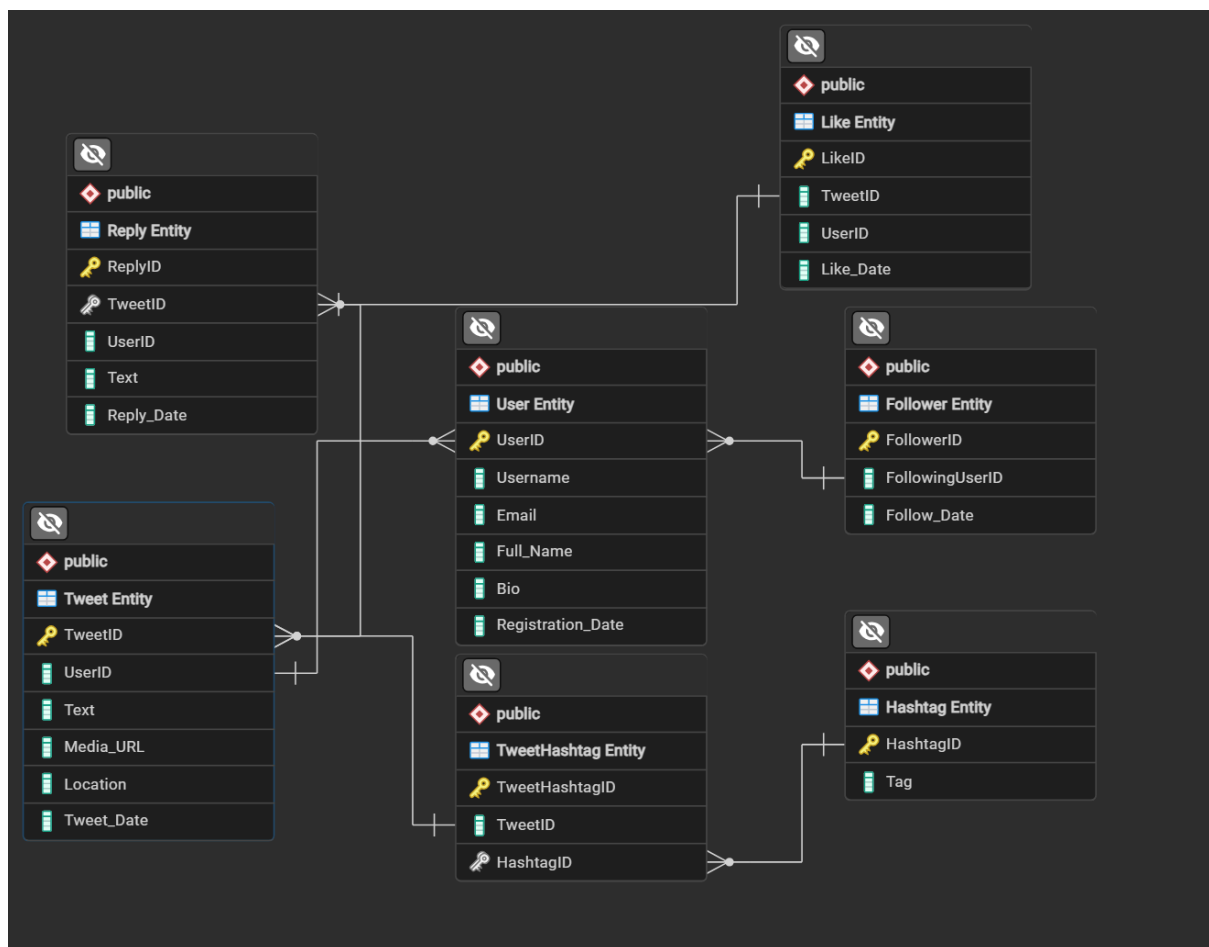 public
Like Entity
LikeID
TweetID
UserID
Like_Date
public
Reply Entity
ReplyID
TweetID
UserID
Text
Reply_Date
public
User Entity
UserID
Username
Email
Full_Name
Bio
Registration_Date
public
Follower Entity
FollowerID
FollowingUserID
Follow_Date
public
Tweet Entity
TweetID
UserID
Text
Media_URL
Location
Tweet_Date
public
TweetHashtag Entity
TweetHashtagID
TweetID
HashtagID
public
Hashtag Entity
HashtagID
Tag